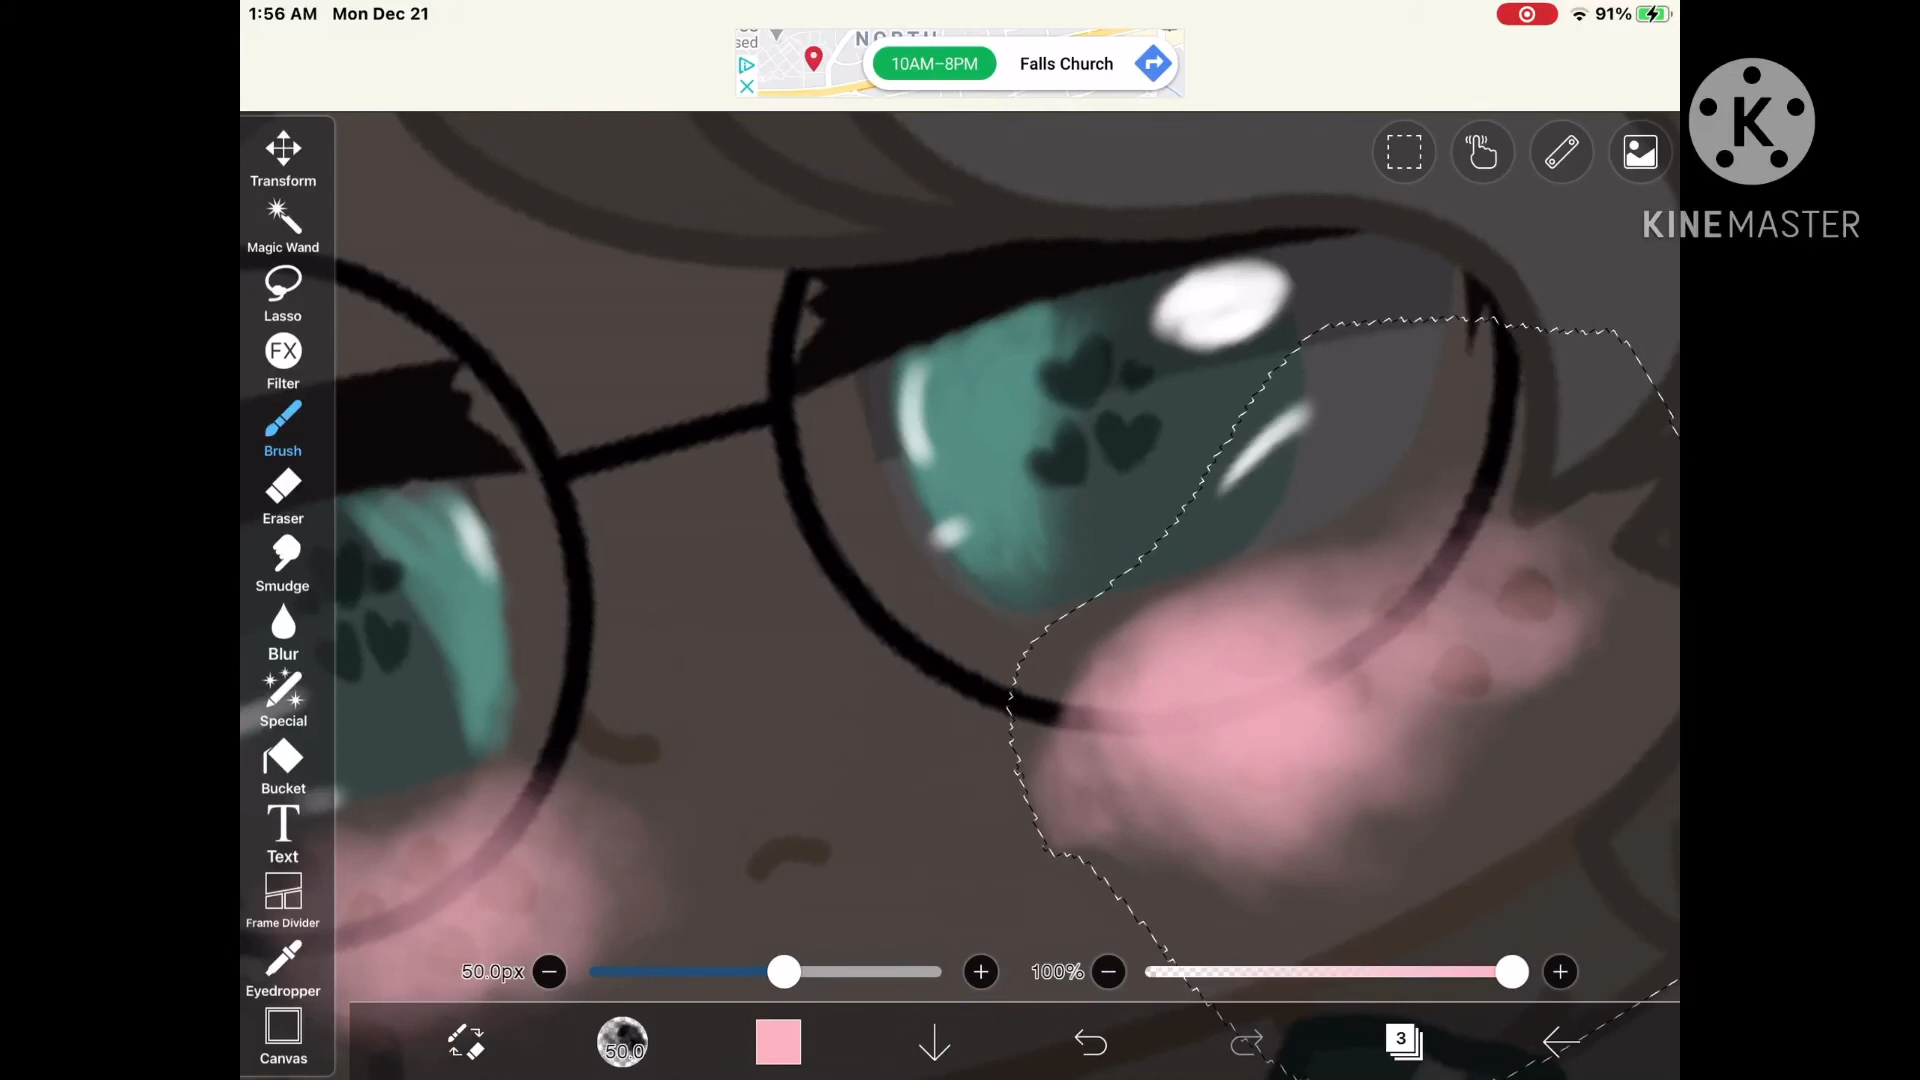 1:56 AM Mon Dec 21
91%
sed
NORTH
10AM–8PM
Falls Church
K
KINEMASTER
Transform
Magic Wand
Lasso
FX
Filter
Brush
Eraser
Smudge
Blur
Special
Bucket
T
Text
Frame Divider
Eyedropper
Canvas
50.0px
100%
50.0
3